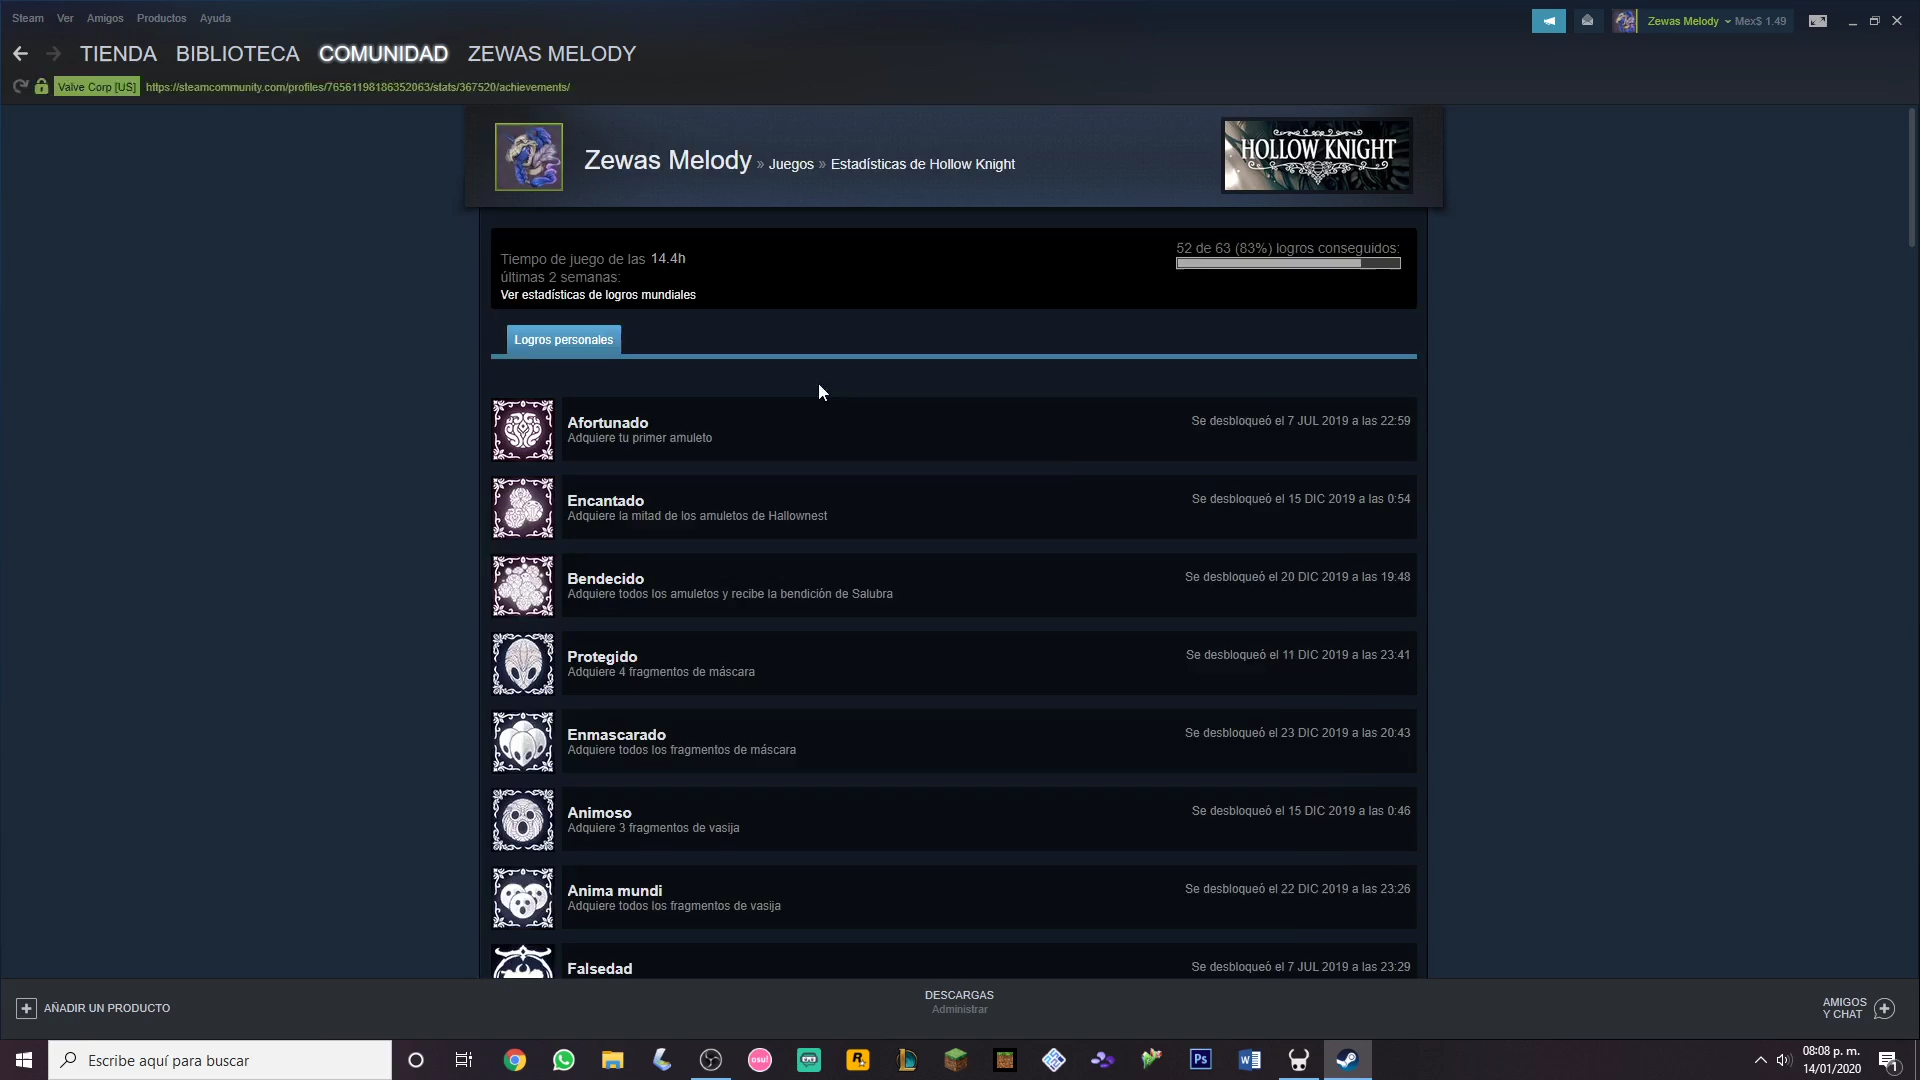 Steam Ver Amigos Productos Ayuda
Zewas Melody Mex$ 1.49
TIENDA BIBLIOTECA COMUNIDAD ZEWAS MELODY
Valve Corp [US] https://steamcommunity.com/profiles/76561198186352063/stats/367520/achievements/
Zewas Melody » Juegos » Estadísticas de Hollow Knight
HOLLOW KNIGHT
Tiempo de juego de las 14.4h
últimas 2 semanas:
Ver estadísticas de logros mundiales
52 de 63 (83%) logros conseguidos:
Logros personales
Afortunado
Adquiere tu primer amuleto
Se desbloqueó el 7 JUL 2019 a las 22:59
Encantado
Adquiere la mitad de los amuletos de Hallownest
Se desbloqueó el 15 DIC 2019 a las 0:54
Bendecido
Adquiere todos los amuletos y recibe la bendición de Salubra
Se desbloqueó el 20 DIC 2019 a las 19:48
Protegido
Adquiere 4 fragmentos de máscara
Se desbloqueó el 11 DIC 2019 a las 23:41
Enmascarado
Adquiere todos los fragmentos de máscara
Se desbloqueó el 23 DIC 2019 a las 20:43
Animoso
Adquiere 3 fragmentos de vasija
Se desbloqueó el 15 DIC 2019 a las 0:46
Anima mundi
Adquiere todos los fragmentos de vasija
Se desbloqueó el 22 DIC 2019 a las 23:26
Falsedad
Se desbloqueó el 7 JUL 2019 a las 23:29
AÑADIR UN PRODUCTO
DESCARGAS
Administrar
AMIGOS
Y CHAT
Escribe aquí para buscar
osu!
R
Ps
W
08:08 p. m.
14/01/2020
1